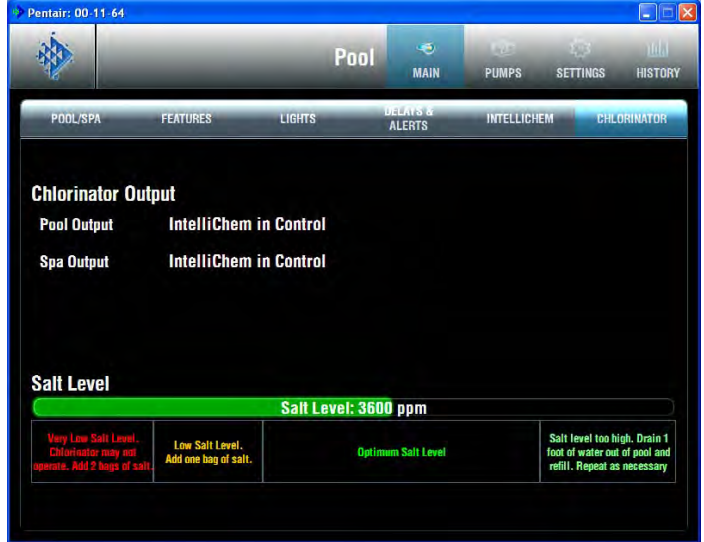 Pentair: 00-11-64
Pool
MAIN
PUMPS
SETTINGS
HISTORY
POOL/SPA
FEATURES
LIGHTS
DELAYS &
ALERTS
INTELLICHEM
CHLORINATOR
Chlorinator Output
Pool Output IntelliChem in Control
Spa Output IntelliChem in Control
Salt Level
Salt Level: 3600 ppm
Very Low Salt Level.
Chlorinator may not
operate. Add 2 bags of salt.
Low Salt Level.
Add one bag of salt.
Optimum Salt Level
Salt level too high. Drain 1
foot of water out of pool and
refill. Repeat as necessary